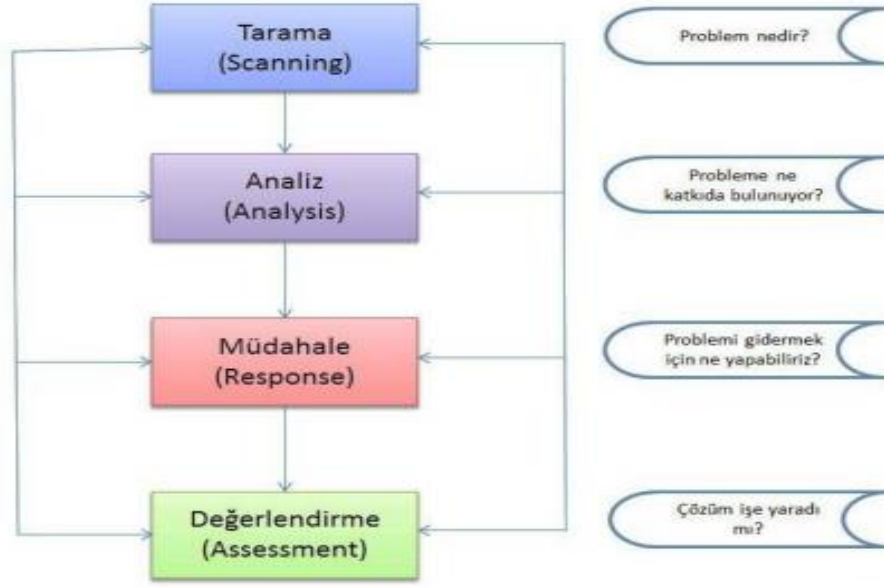 Tarama
(Scanning)
Problem nedir?
Analiz
(Analysis)
Probleme ne
katkıda bulunuyor?
Müdahale
(Response)
Problemi gidermek
için ne yapabiliriz?
Değerlendirme
(Assessment)
Çözüm işe yaradı
mı?